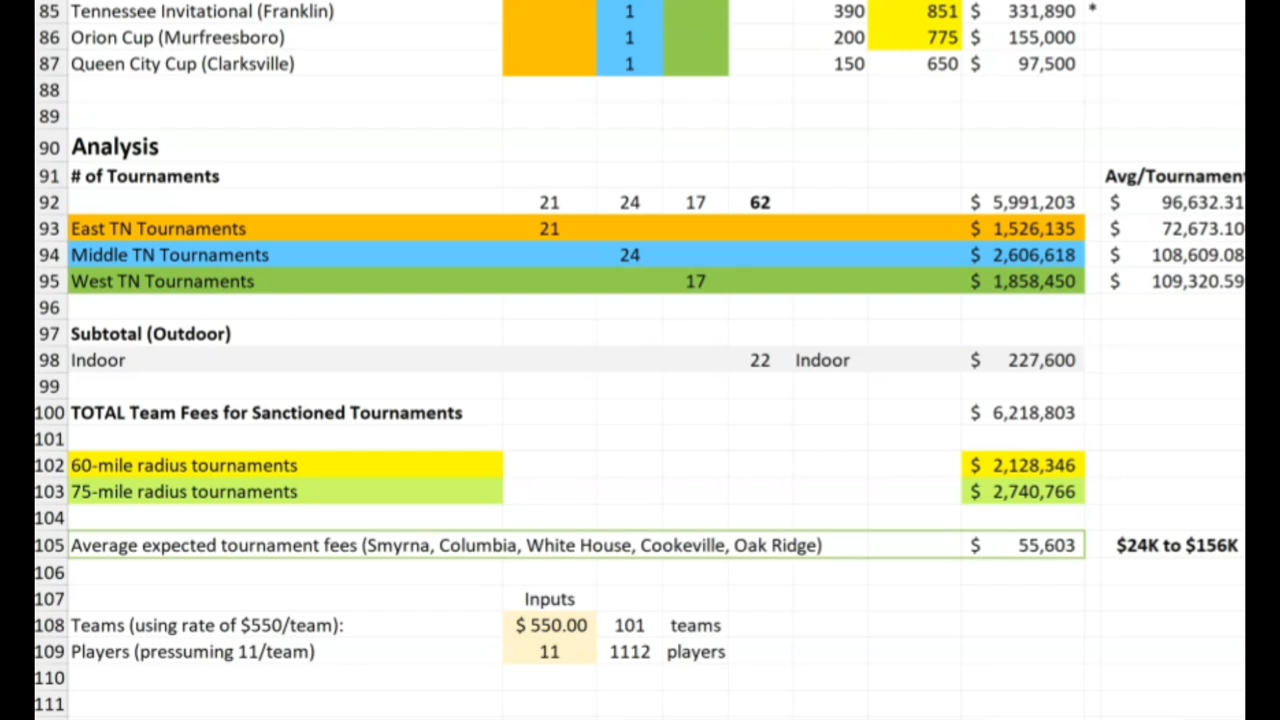 85 Tennessee Invitational (Franklin) 1 390 851 $ 331,890 *
86 Orion Cup (Murfreesboro) 1 200 775 $ 155,000
87 Queen City Cup (Clarksville) 1 150 650 $ 97,500
88
89
90 Analysis
91 # of Tournaments Avg/Tournament
92 21 24 17 62 $ 5,991,203 $ 96,632.31
93 East TN Tournaments 21 $ 1,526,135 $ 72,673.10
94 Middle TN Tournaments 24 $ 2,606,618 $ 108,609.08
95 West TN Tournaments 17 $ 1,858,450 $ 109,320.59
96
97 Subtotal (Outdoor)
98 Indoor 22 Indoor $ 227,600
99
100 TOTAL Team Fees for Sanctioned Tournaments $ 6,218,803
101
102 60-mile radius tournaments $ 2,128,346
103 75-mile radius tournaments $ 2,740,766
104
105 Average expected tournament fees (Smyrna, Columbia, White House, Cookeville, Oak Ridge) $ 55,603 $24K to $156K
106
107 Inputs
108 Teams (using rate of $550/team): $ 550.00 101 teams
109 Players (pressuming 11/team) 11 1112 players
110
111